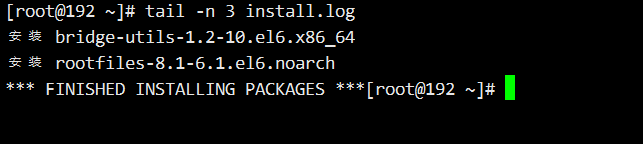 [root@192 ~]# tail -n 3 install.log
安装 bridge-utils-1.2-10.el6.x86_64
安装 rootfiles-8.1-6.1.el6.noarch
*** FINISHED INSTALLING PACKAGES ***[root@192 ~]#